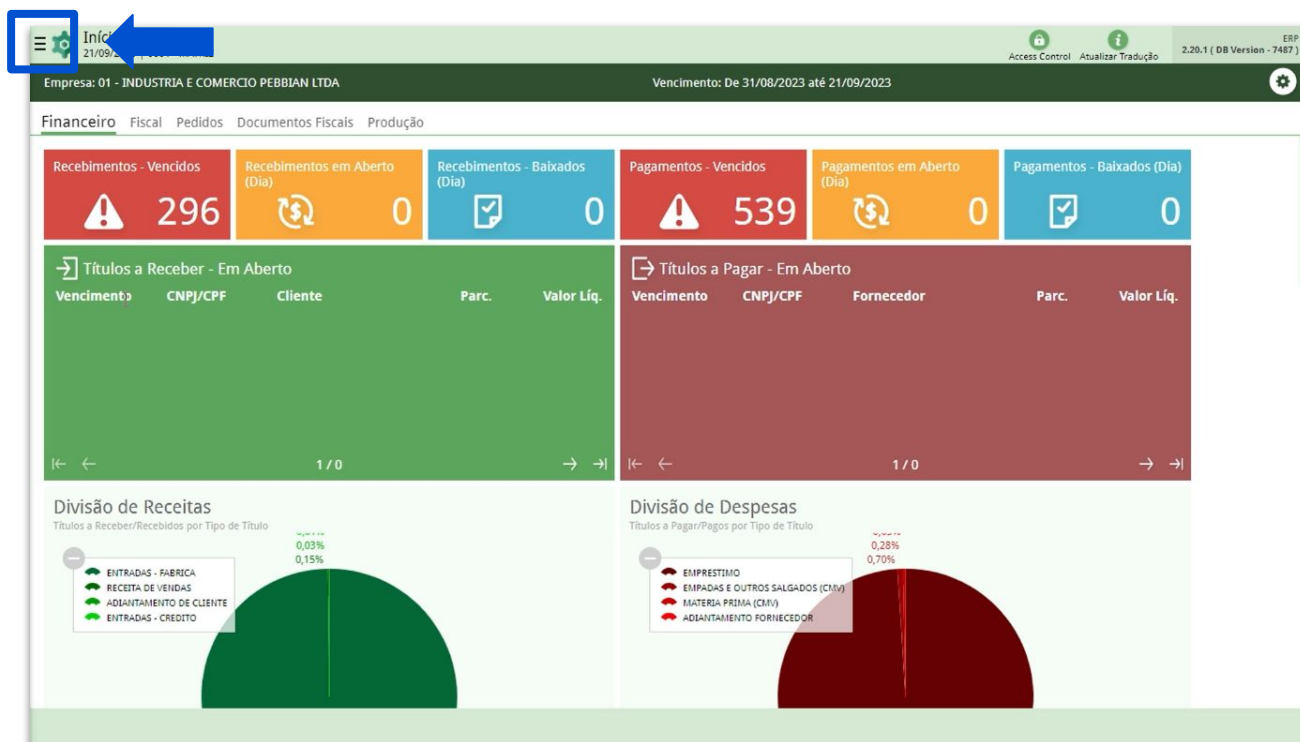 Iníc
21/09/2
Access Control
Atualizar Tradução
ERP
2.20.1 ( DB Version - 7487 )
Empresa: 01 - INDUSTRIA E COMERCIO PEBBIAN LTDA
Vencimento: De 31/08/2023 até 21/09/2023
Financeiro Fiscal Pedidos Documentos Fiscais Produção
Recebimentos - Vencidos
296
Recebimentos em Aberto
(Dia)
0
Recebimentos - Baixados
(Dia)
0
Pagamentos - Vencidos
539
Pagamentos em Aberto
(Dia)
0
Pagamentos - Baixados (Dia)
0
Títulos a Receber - Em Aberto
Vencimento CNPJ/CPF Cliente Parc. Valor Líq.
1 / 0
Títulos a Pagar - Em Aberto
Vencimento CNPJ/CPF Fornecedor Parc. Valor Líq.
1 / 0
Divisão de Receitas
Títulos a Receber/Recebidos por Tipo de Título
0,03%
0,15%
ENTRADAS - FABRICA
RECEITA DE VENDAS
ADIANTAMENTO DE CLIENTE
ENTRADAS - CREDITO
Divisão de Despesas
Títulos a Pagar/Pagos por Tipo de Título
0,28%
0,70%
EMPRESTIMO
EMPADAS E OUTROS SALGADOS (CMV)
MATERIA PRIMA (CMV)
ADIANTAMENTO FORNECEDOR